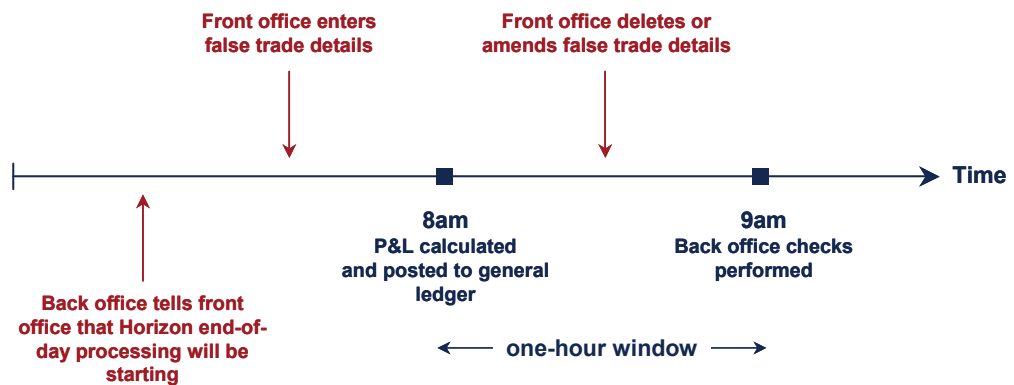 Front office enters
false trade details
Front office deletes or
amends false trade details
Time
8am
P&L calculated
and posted to general
ledger
9am
Back office checks
performed
Back office tells front
office that Horizon end-of-
day processing will be
starting
one-hour window